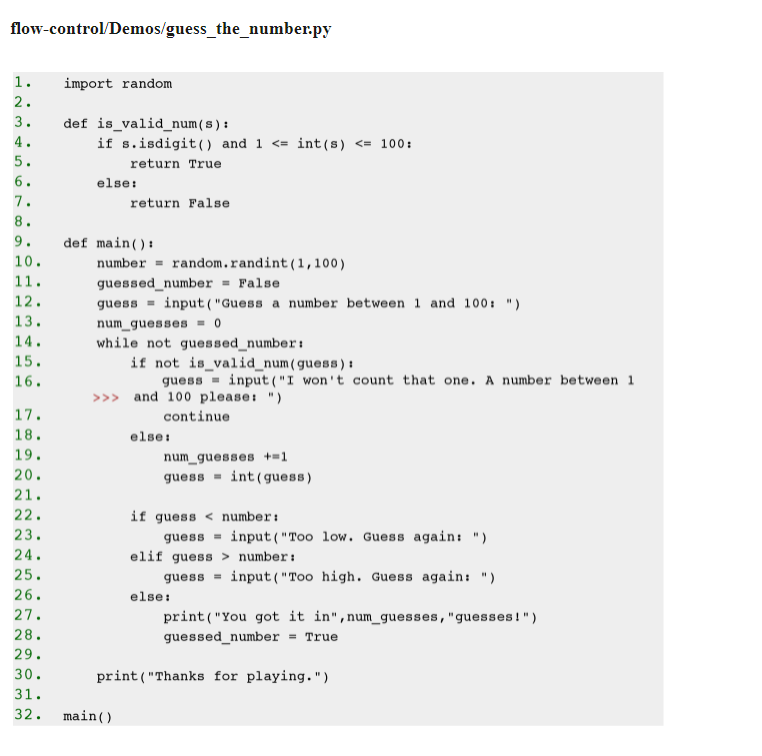 flow-control/Demos/guess_the_number.py
1. import random
2.
3. def is_valid_num(s):
4.     if s.isdigit() and 1 <= int(s) <= 100:
5.         return True
6.     else:
7.         return False
8.
9. def main():
10.     number = random.randint(1,100)
11.     guessed_number = False
12.     guess = input("Guess a number between 1 and 100: ")
13.     num_guesses = 0
14.     while not guessed_number:
15.         if not is_valid_num(guess):
16.             guess = input("I won't count that one. A number between 1
>>> and 100 please: ")
17.             continue
18.         else:
19.             num_guesses +=1
20.             guess = int(guess)
21.
22.         if guess < number:
23.             guess = input("Too low. Guess again: ")
24.         elif guess > number:
25.             guess = input("Too high. Guess again: ")
26.         else:
27.             print("You got it in",num_guesses,"guesses!")
28.             guessed_number = True
29.
30.     print("Thanks for playing.")
31.
32. main()